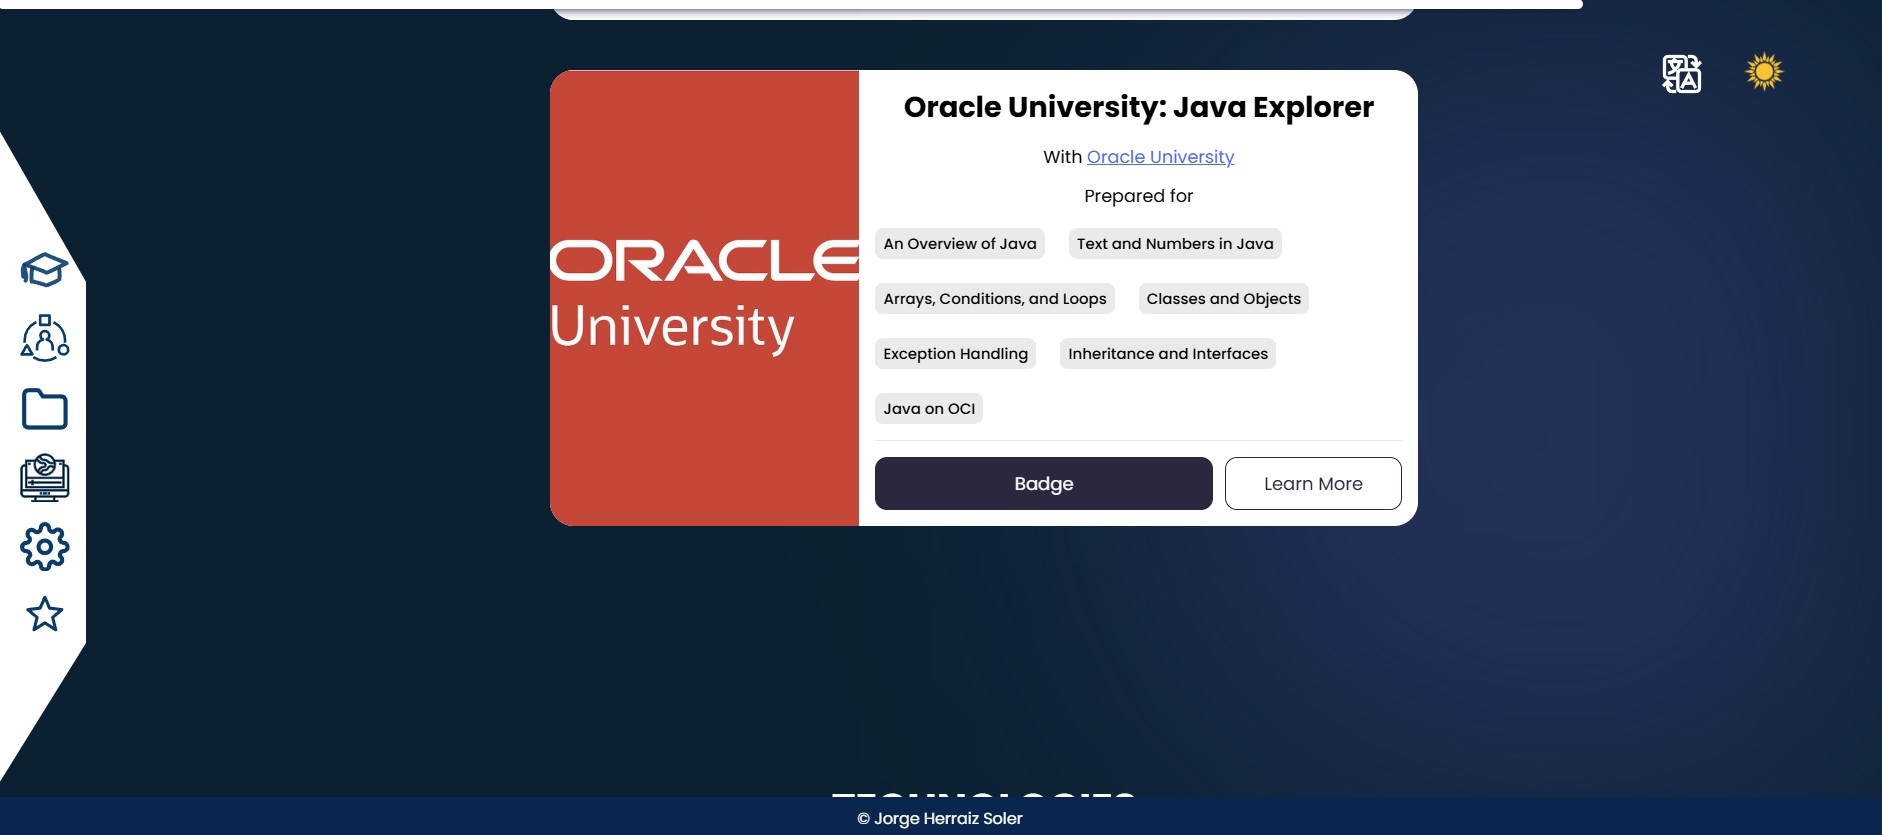 Oracle University: Java Explorer
With Oracle University
Prepared for
An Overview of Java
Text and Numbers in Java
Arrays, Conditions, and Loops
Classes and Objects
Exception Handling
Inheritance and Interfaces
Java on OCI
Badge
Learn More
ORACLE
University
TECHNOLOGIES
© Jorge Herraiz Soler